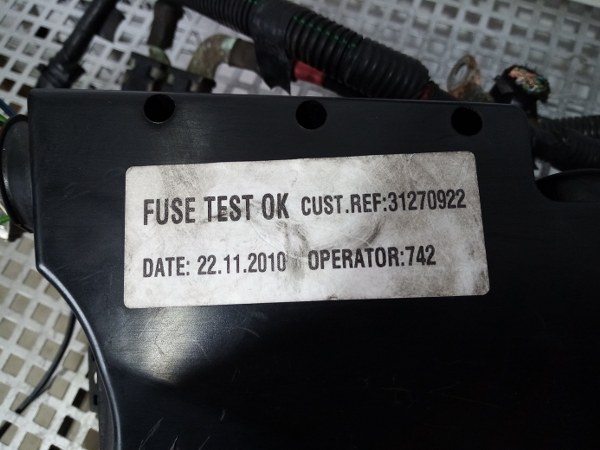 FUSE TEST OK CUST.REF:31270922
DATE: 22.11.2010 OPERATOR:742